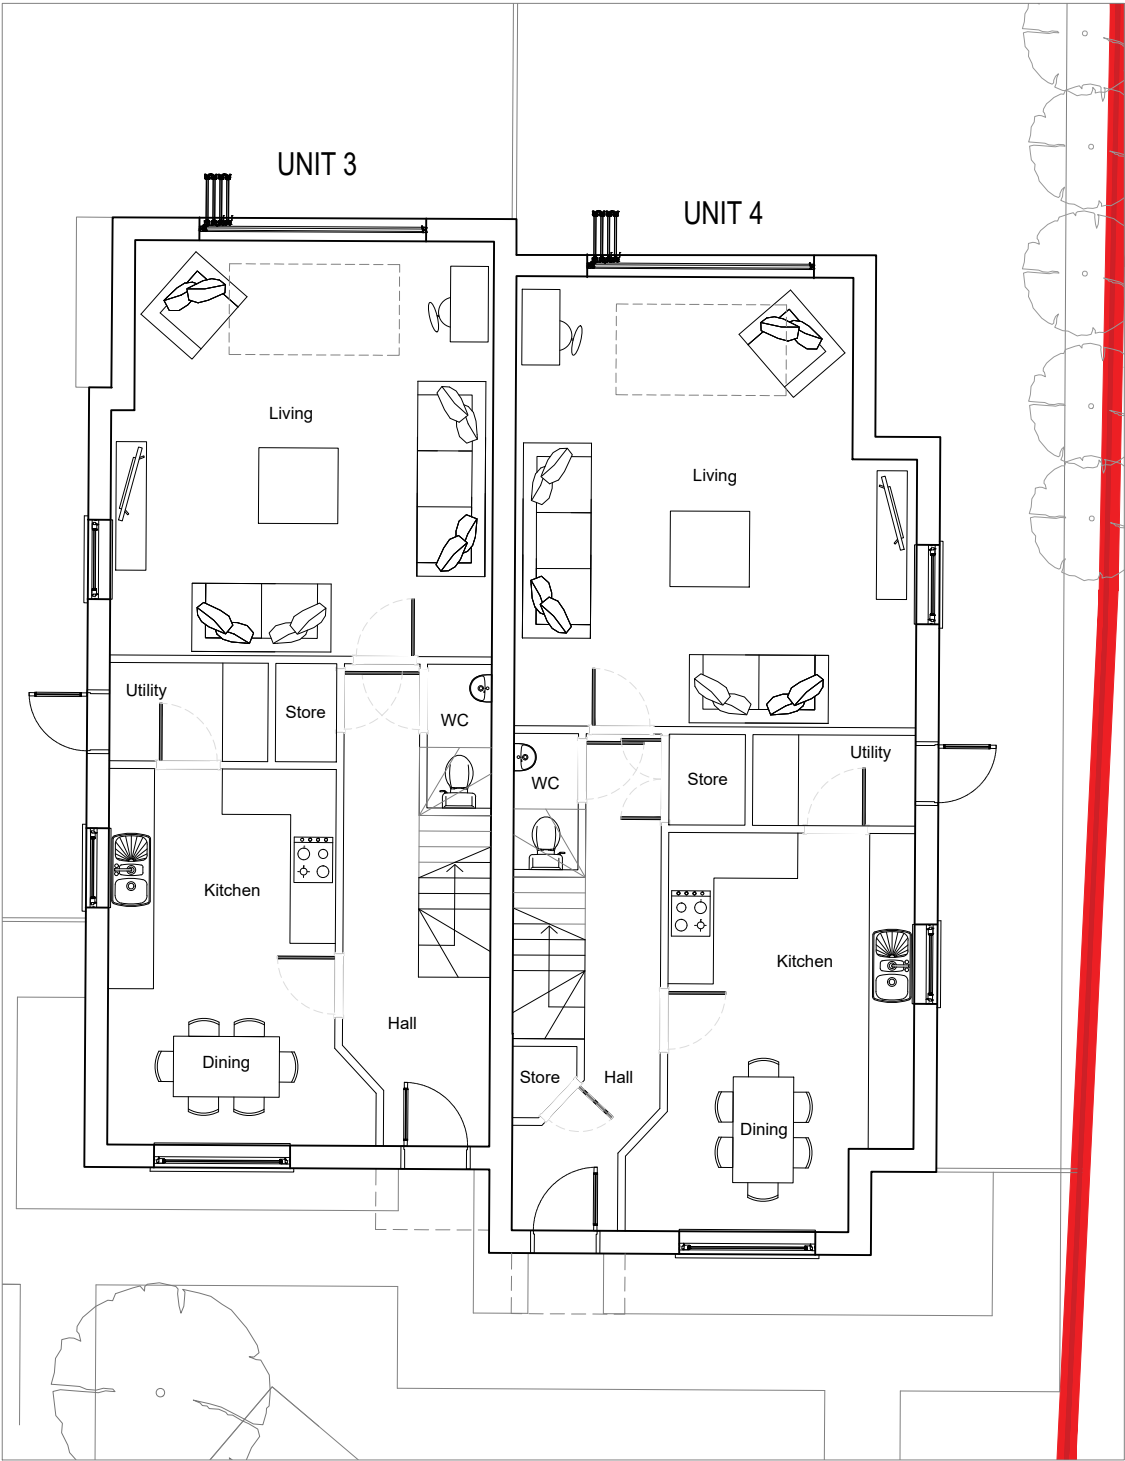 UNIT 3
UNIT 4
Living
Living
Utility
Store
WC
Utility
Store
WC
Kitchen
Kitchen
Hall
Dining
Store
Hall
Dining